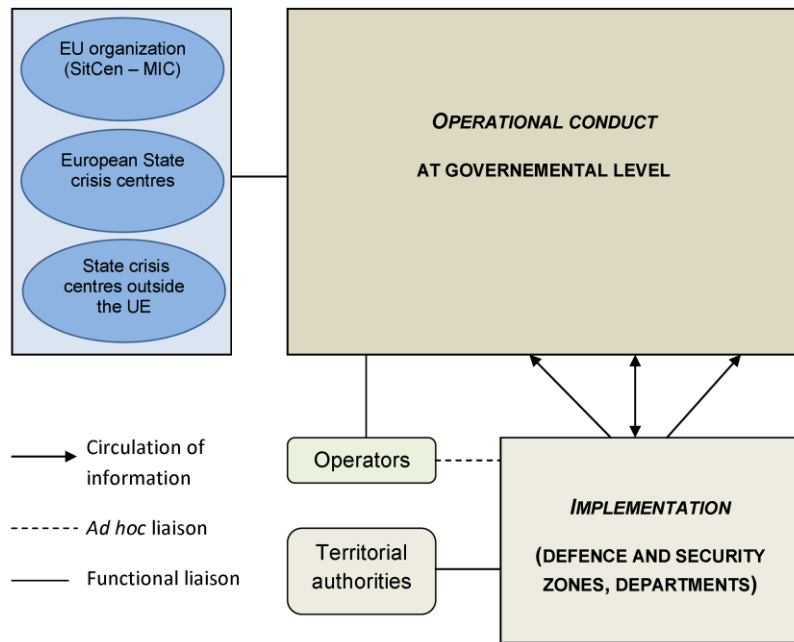 EU organization
(SitCen – MIC)
European State
crisis centres
State crisis
centres outside
the UE
OPERATIONAL CONDUCT
AT GOVERNEMENTAL LEVEL
Circulation of
information
Ad hoc liaison
Functional liaison
Operators
Territorial
authorities
IMPLEMENTATION
(DEFENCE AND SECURITY
ZONES, DEPARTMENTS)